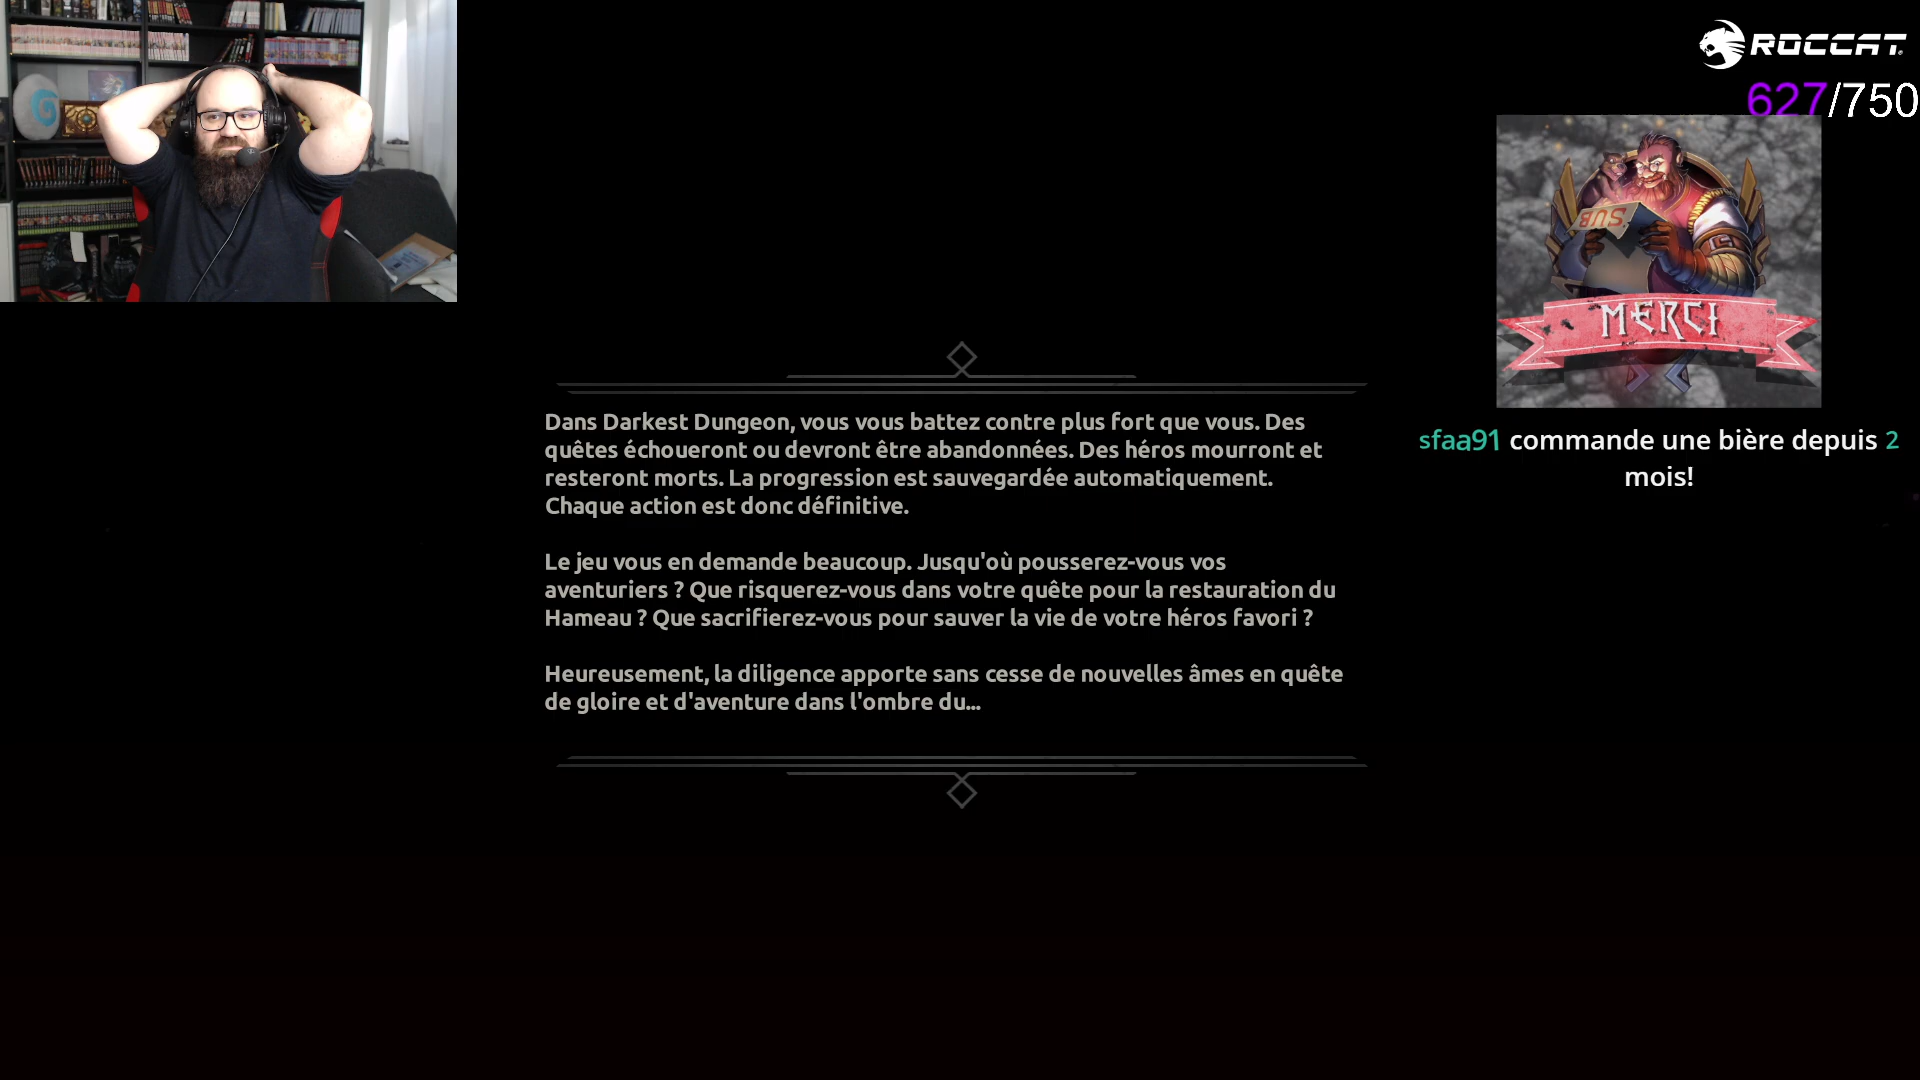 ROCCAT
627/750
SUB
MERCI
sfaa91 commande une bière depuis 2
mois!
Dans Darkest Dungeon, vous vous battez contre plus fort que vous. Des
quêtes échoueront ou devront être abandonnées. Des héros mourront et
resteront morts. La progression est sauvegardée automatiquement.
Chaque action est donc définitive.
Le jeu vous en demande beaucoup. Jusqu'où pousserez-vous vos
aventuriers ? Que risquerez-vous dans votre quête pour la restauration du
Hameau ? Que sacrifierez-vous pour sauver la vie de votre héros favori ?
Heureusement, la diligence apporte sans cesse de nouvelles âmes en quête
de gloire et d'aventure dans l'ombre du...